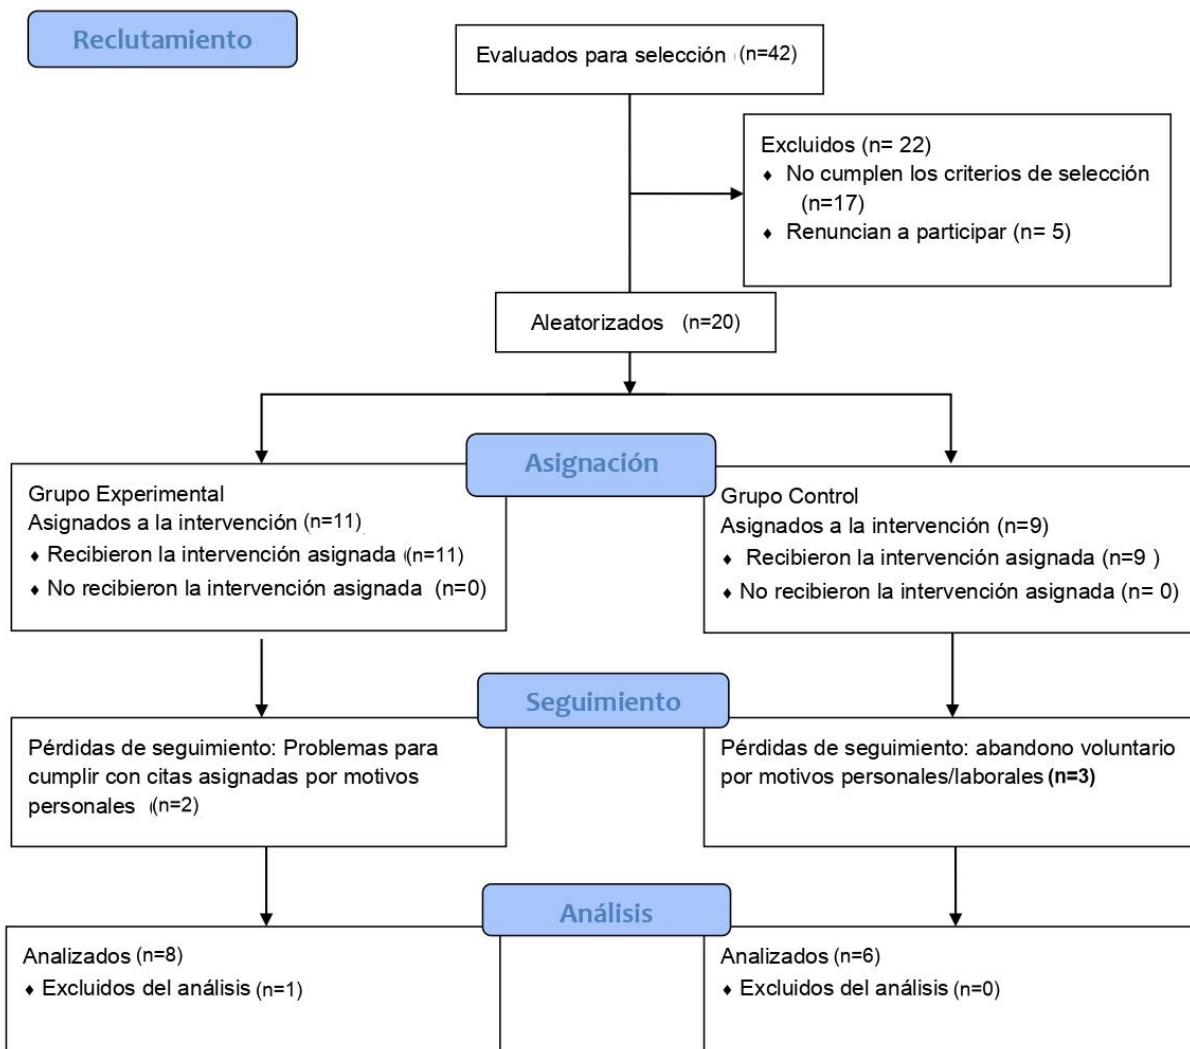 Reclutamiento
Evaluados para selección (n=42)
Excluidos (n= 22)
♦ No cumplen los criterios de selección
(n=17)
♦ Renuncian a participar (n= 5)
Aleatorizados (n=20)
Asignación
Grupo Experimental
Asignados a la intervención (n=11)
♦ Recibieron la intervención asignada (n=11)
♦ No recibieron la intervención asignada (n=0)
Grupo Control
Asignados a la intervención (n=9)
♦ Recibieron la intervención asignada (n=9 )
♦ No recibieron la intervención asignada (n= 0)
Seguimiento
Pérdidas de seguimiento: Problemas para
cumplir con citas asignadas por motivos
personales (n=2)
Pérdidas de seguimiento: abandono voluntario
por motivos personales/laborales (n=3)
Análisis
Analizados (n=8)
♦ Excluidos del análisis (n=1)
Analizados (n=6)
♦ Excluidos del análisis (n=0)